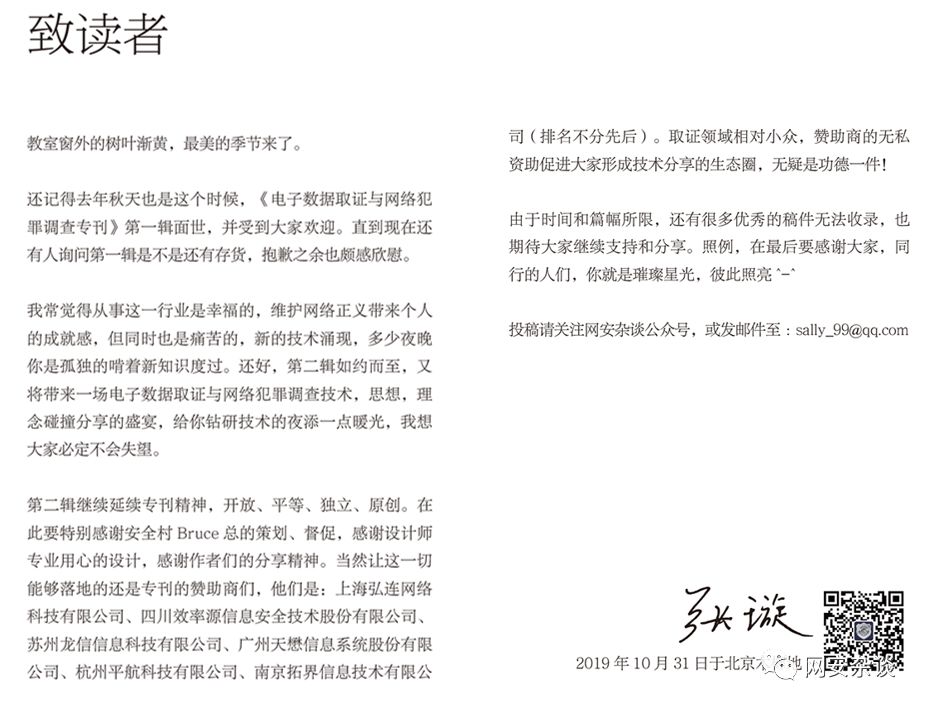 致读者
教室窗外的树叶渐黄，最美的季节来了。
还记得去年秋天也是这个时候，《电子数据取证与网络犯
罪调查专刊》第一辑面世，并受到大家欢迎。直到现在还
有人询问第一辑是不是还有存货，抱歉之余也颇感欣慰。
我常觉得从事这一行业是幸福的，维护网络正义带来个人
的成就感，但同时也是痛苦的，新的技术涌现，多少夜晚
你是孤独的啃着新知识度过。还好，第二辑如约而至，又
将带来一场电子数据取证与网络犯罪调查技术，思想，理
念碰撞分享的盛宴，给你钻研技术的夜添一点暖光，我想
大家必定不会失望。
第二辑继续延续专刊精神，开放、平等、独立、原创。在
此要特别感谢安全村 Bruce 总的策划、督促，感谢设计师
专业用心的设计，感谢作者们的分享精神。当然让这一切
能够落地的还是专刊的赞助商们，他们是：上海弘连网络
科技有限公司、四川效率源信息安全技术股份有限公司、
苏州龙信信息科技有限公司、广州天懋信息系统股份有限
公司、杭州平航科技有限公司、南京拓界信息技术有限公
司（排名不分先后）。取证领域相对小众，赞助商的无私
资助促进大家形成技术分享的生态圈，无疑是功德一件！
由于时间和篇幅所限，还有很多优秀的稿件无法收录，也
期待大家继续支持和分享。照例，在最后要感谢大家，同
行的人们，你就是璀璨星光，彼此照亮 ^-^
投稿请关注网安杂谈公众号，或发邮件至：sally_99@qq.com
张璇
2019 年 10 月 31 日于北京木地
网安杂谈